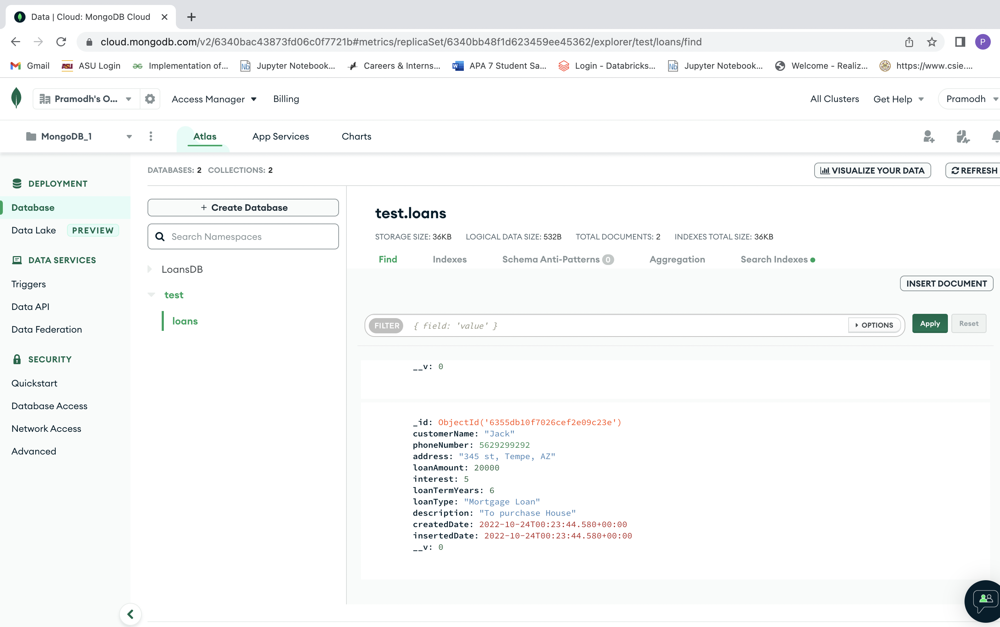 Data | Cloud: MongoDB Cloud
cloud.mongodb.com/v2/6340bac43873fd06c0f7721b#metrics/replicaSet/6340bb48f1d623459ee45362/explorer/test/loans/find
P
Gmail
ASU ASU Login
Implementation of...
Nb Jupyter Notebook...
Careers & Interns...
W APA 7 Student Sa...
Login - Databricks...
Nb Jupyter Notebook...
Welcome - Realiz...
https://www.csie....
Pramodh's O...
Access Manager
Billing
All Clusters
Get Help
Pramodh
MongoDB_1
Atlas
App Services
Charts
DEPLOYMENT
Database
Data Lake PREVIEW
DATA SERVICES
Triggers
Data API
Data Federation
SECURITY
Quickstart
Database Access
Network Access
Advanced
DATABASES: 2 COLLECTIONS: 2
VISUALIZE YOUR DATA
REFRESH
+ Create Database
Search Namespaces
LoansDB
test
loans
test.loans
STORAGE SIZE: 36KB LOGICAL DATA SIZE: 532B TOTAL DOCUMENTS: 2 INDEXES TOTAL SIZE: 36KB
Find Indexes Schema Anti-Patterns 0 Aggregation Search Indexes
INSERT DOCUMENT
FILTER { field: 'value' } OPTIONS Apply Reset
__v: 0
_id: ObjectId('6355db10f7026cef2e09c23e')
customerName: "Jack"
phoneNumber: 5629299292
address: "345 st, Tempe, AZ"
loanAmount: 20000
interest: 5
loanTermYears: 6
loanType: "Mortgage Loan"
description: "To purchase House"
createdDate: 2022-10-24T00:23:44.580+00:00
insertedDate: 2022-10-24T00:23:44.580+00:00
__v: 0